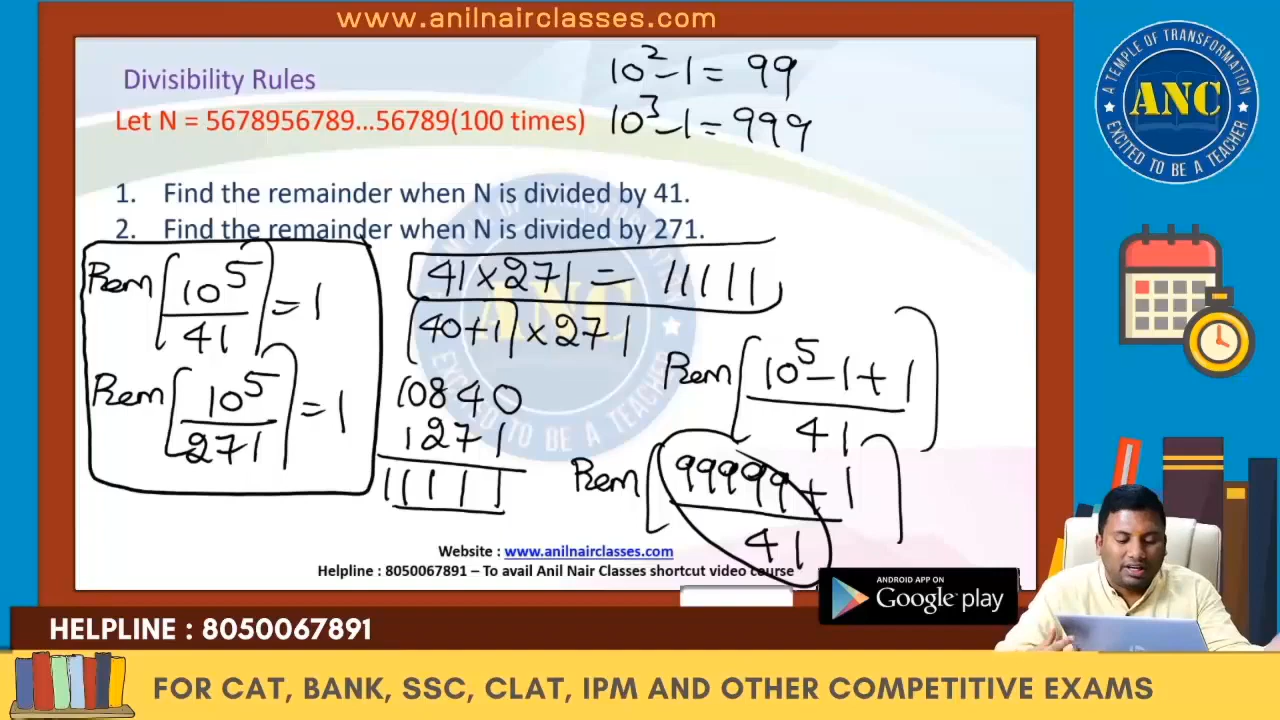 www.anilnairclasses.com
Divisibility Rules
Let N = 5678956789...56789(100 times)
10²-1 = 99
10³-1 = 999
1. Find the remainder when N is divided by 41.
2. Find the remainder when N is divided by 271.
Rem[10⁵/41] = 1
Rem[10⁵/271] = 1
41×271 = 11111
(40+1)×271
10840
1271
11111
Rem[10⁵-1+1/41]
Rem[99999+1/41]
Website : www.anilnairclasses.com
Helpline : 8050067891 – To avail Anil Nair Classes shortcut video course
A TEMPLE OF TRANSFORMATION
ANC
EXCITED TO BE A TEACHER
ANDROID APP ON
Google play
HELPLINE : 8050067891
FOR CAT, BANK, SSC, CLAT, IPM AND OTHER COMPETITIVE EXAMS